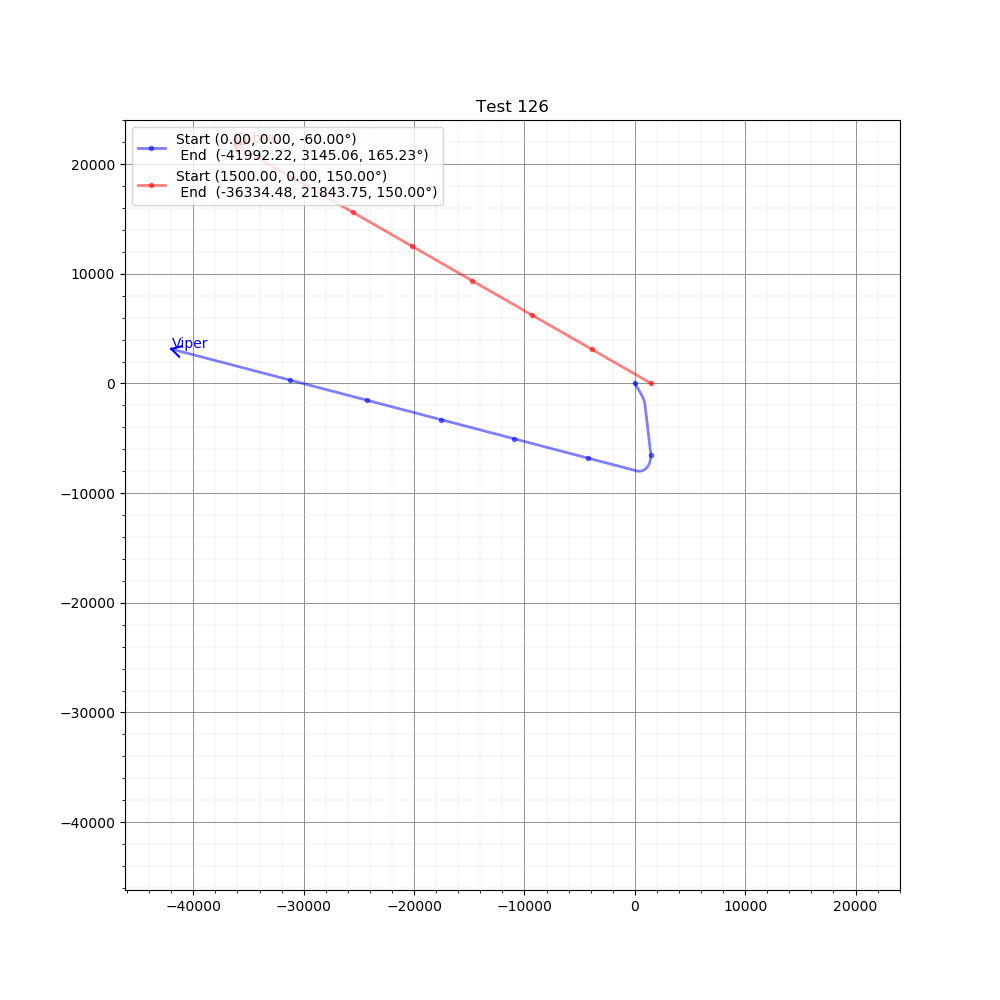 Test 126
Start (0.00, 0.00, -60.00°)
End (-41992.22, 3145.06, 165.23°)
Start (1500.00, 0.00, 150.00°)
End (-36334.48, 21843.75, 150.00°)
20000
10000
Viper
0
−10000
−20000
−30000
−40000
−40000 −30000 −20000 −10000 0 10000 20000